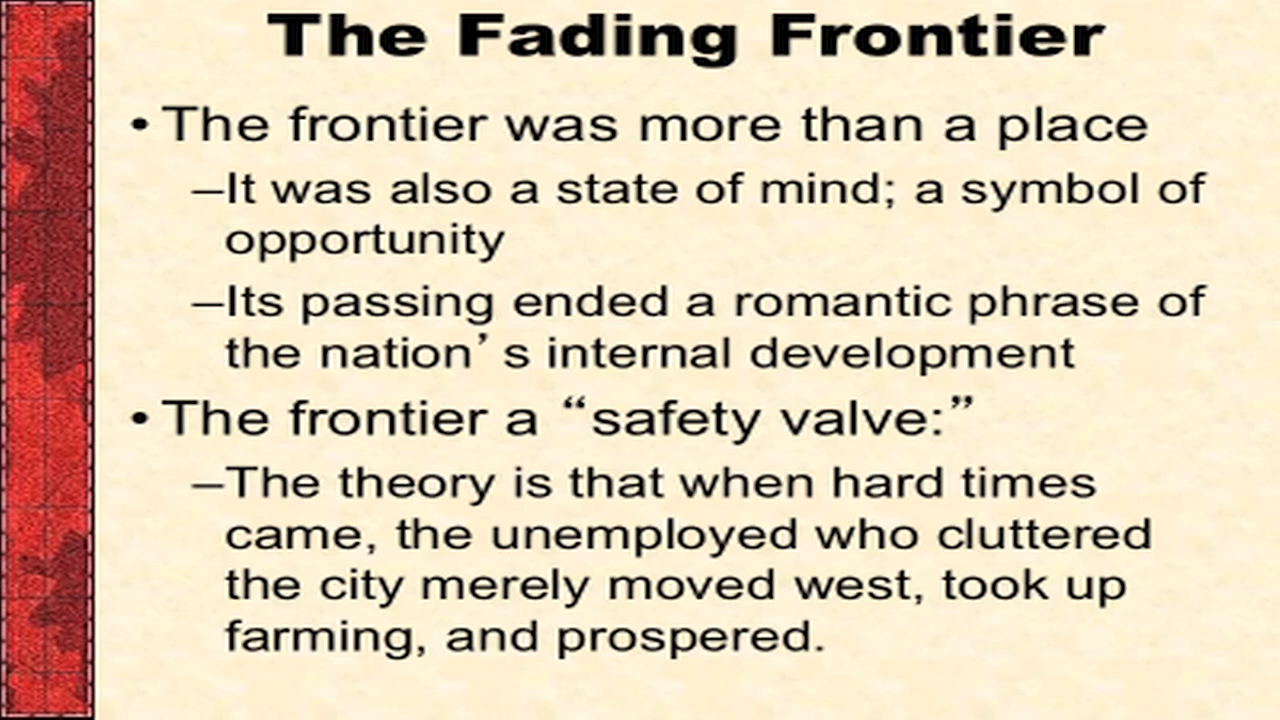 The Fading Frontier
• The frontier was more than a place
–It was also a state of mind; a symbol of
opportunity
–Its passing ended a romantic phrase of
the nation’s internal development
• The frontier a “safety valve:”
–The theory is that when hard times
came, the unemployed who cluttered
the city merely moved west, took up
farming, and prospered.